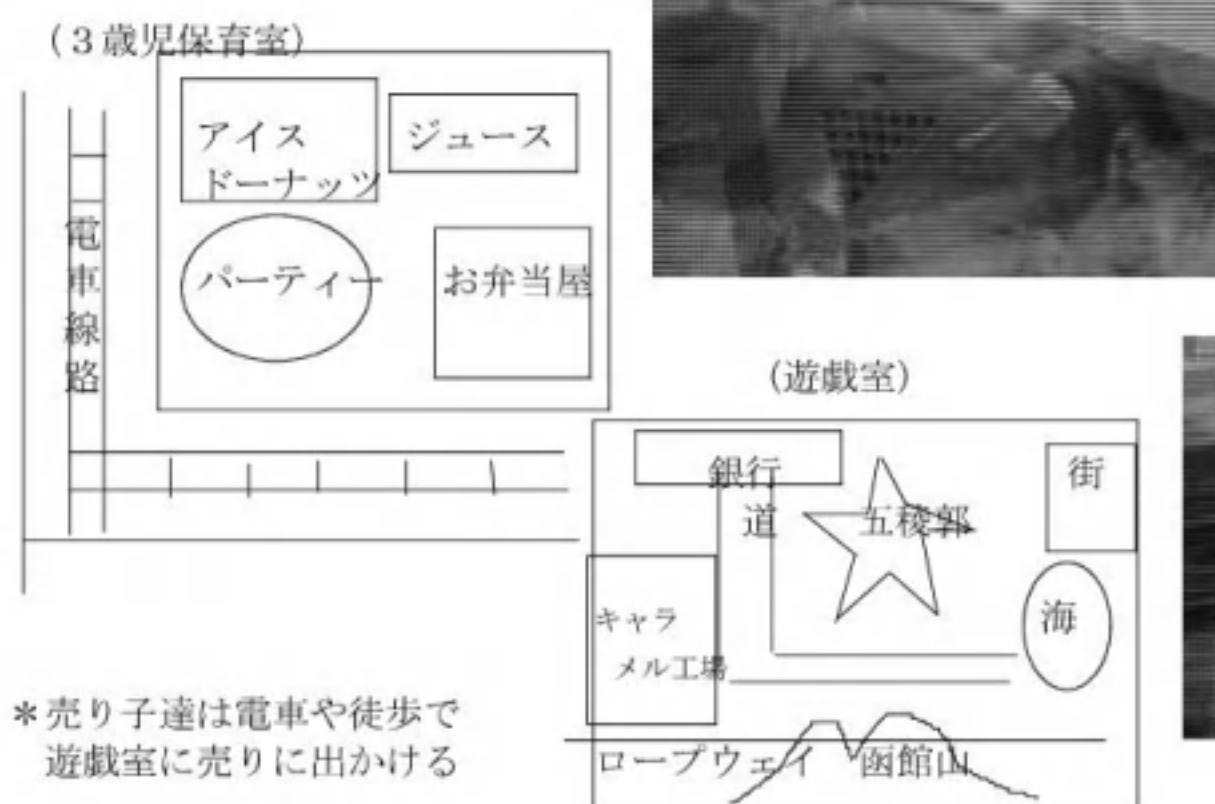 (3歳児保育室)
アイス
ドーナッツ
ジュース
パーティー
お弁当屋
電車線路
(遊戯室)
銀行
道
五稜郭
街
海
キャラ
メル工場
ロープウェイ 函館山
*売り子達は電車や徒歩で
遊戯室に売りに出かける